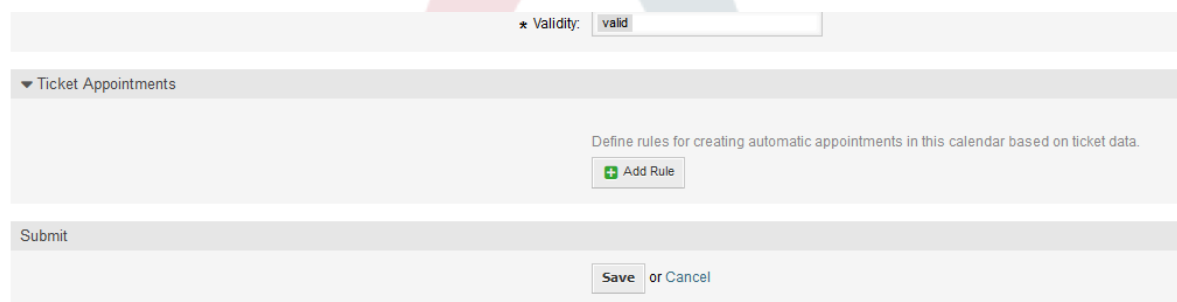 * Validity: valid
Ticket Appointments
Define rules for creating automatic appointments in this calendar based on ticket data.
Add Rule
Submit
Save or Cancel